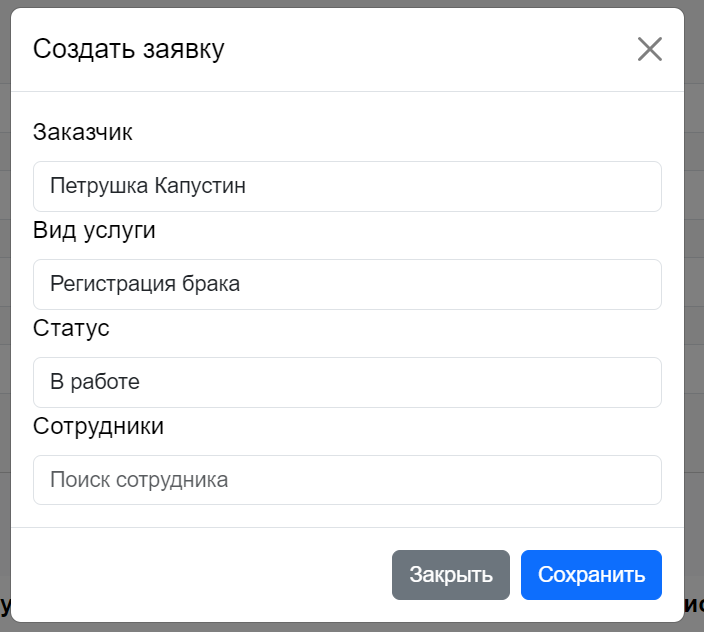 Создать заявку
Заказчик
Петрушка Капустин
Вид услуги
Регистрация брака
Статус
В работе
Сотрудники
Поиск сотрудника
Закрыть
Сохранить